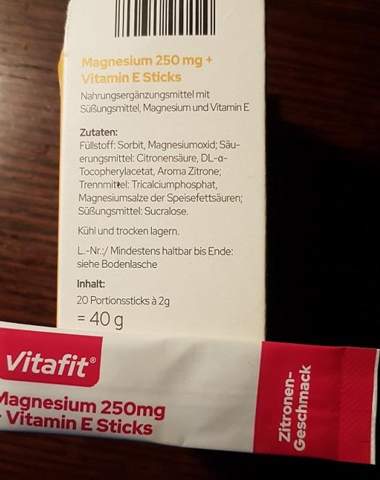 Magnesium 250 mg +
Vitamin E Sticks
Nahrungsergänzungsmittel mit
Süßungsmittel, Magnesium und Vitamin E
Zutaten:
Füllstoff: Sorbit, Magnesiumoxid; Säu-
erungsmittel: Citronensäure, DL-α-
Tocopherylacetat, Aroma Zitrone;
Trennmittel: Tricalciumphosphat,
Magnesiumsalze der Speisefettsäuren;
Süßungsmittel: Sucralose.
Kühl und trocken lagern.
L.-Nr.:/ Mindestens haltbar bis Ende:
siehe Bodenlasche
Inhalt:
20 Portionssticks à 2g
= 40 g
vitafit®
Magnesium 250mg
+ Vitamin E Sticks
Zitronen-
Geschmack